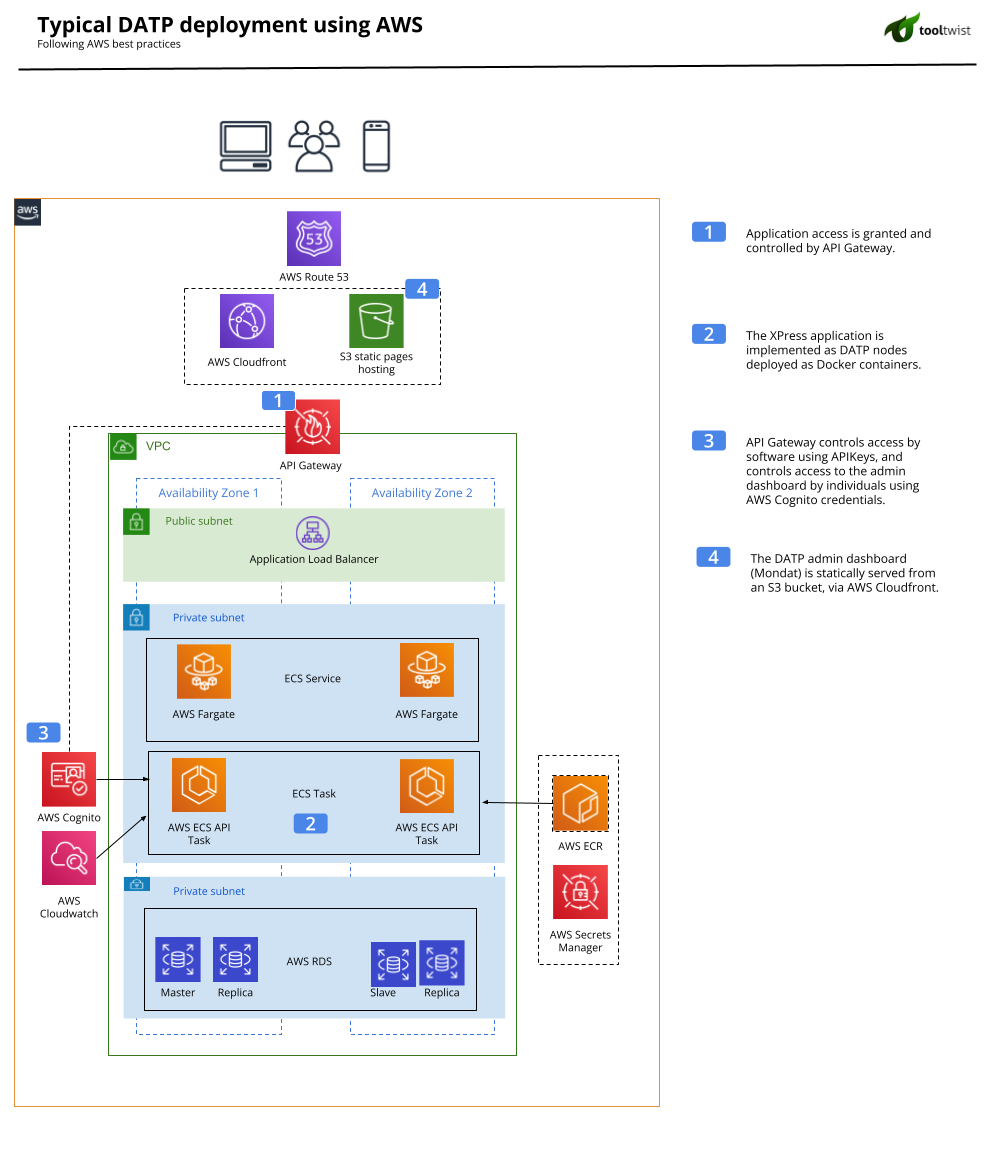 Typical DATP deployment using AWS
Following AWS best practices
tooltwist
aws
53
AWS Route 53
4
AWS Cloudfront
S3 static pages
hosting
1
API Gateway
VPC
Availability Zone 1
Availability Zone 2
Public subnet
Application Load Balancer
Private subnet
ECS Service
AWS Fargate
AWS Fargate
3
AWS Cognito
ECS Task
2
AWS ECS API
Task
AWS ECS API
Task
AWS
Cloudwatch
AWS ECR
AWS Secrets
Manager
Private subnet
AWS RDS
Master
Replica
Slave
Replica
1
Application access is granted and
controlled by API Gateway.
2
The XPress application is
implemented as DATP nodes
deployed as Docker containers.
3
API Gateway controls access by
software using APIKeys, and
controls access to the admin
dashboard by individuals using
AWS Cognito credentials.
4
The DATP admin dashboard
(Mondat) is statically served from
an S3 bucket, via AWS Cloudfront.